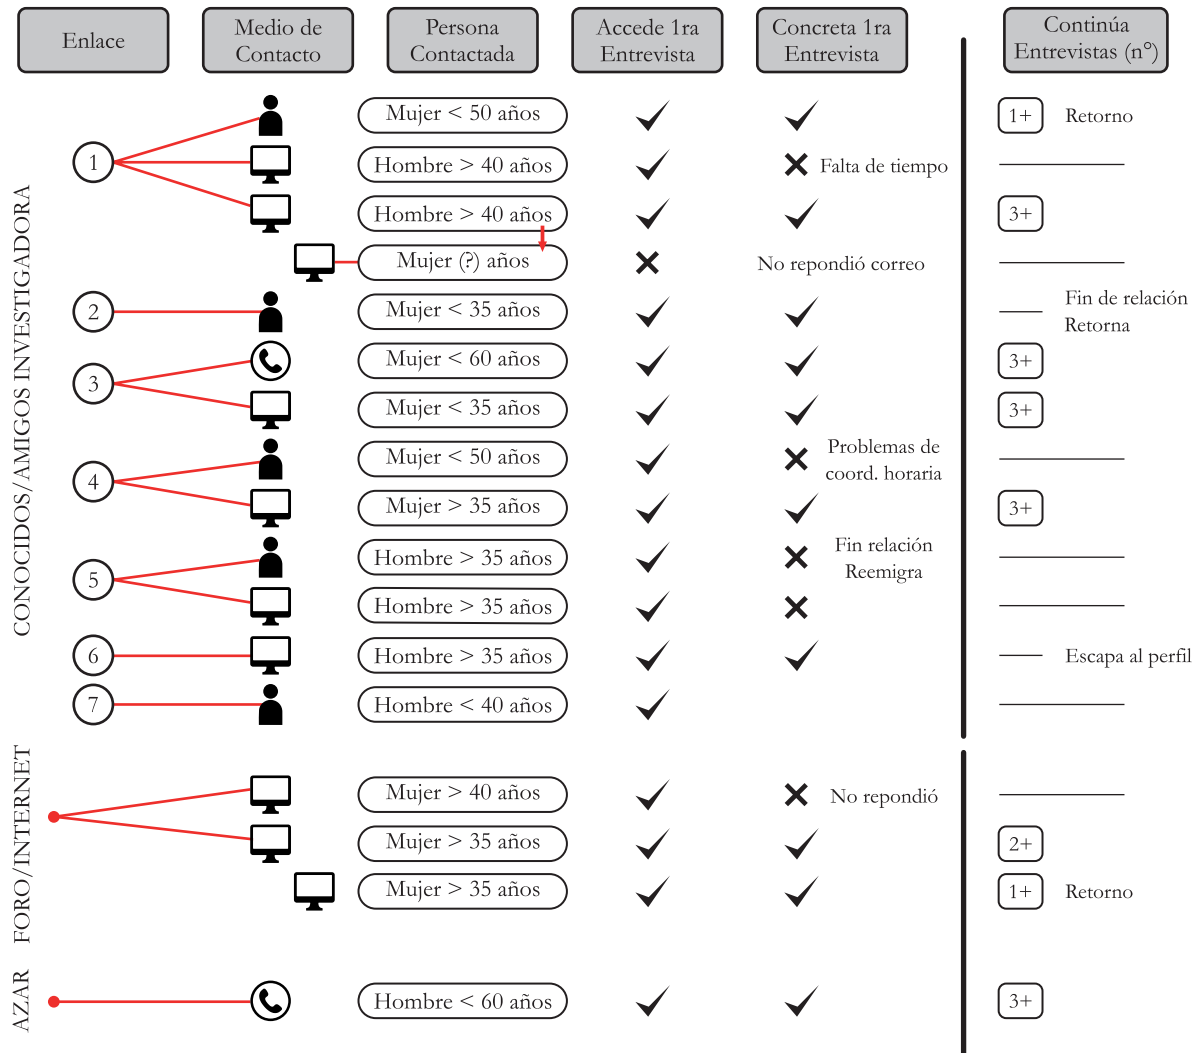 Enlace
Medio de
Contacto
Persona
Contactada
Accede 1ra
Entrevista
Concreta 1ra
Entrevista
Continúa
Entrevistas (n°)
CONOCIDOS/AMIGOS INVESTIGADORA
1
Mujer < 50 años
1+ Retorno
Hombre > 40 años
Falta de tiempo
Hombre > 40 años
3+
Mujer (?) años
No repondió correo
2
Mujer < 35 años
Fin de relación
Retorna
3
Mujer < 60 años
3+
Mujer < 35 años
3+
4
Mujer < 50 años
Problemas de
coord. horaria
Mujer > 35 años
3+
5
Hombre > 35 años
Fin relación
Reemigra
Hombre > 35 años
6
Hombre > 35 años
Escapa al perfil
7
Hombre < 40 años
FORO/INTERNET
Mujer > 40 años
No repondió
Mujer > 35 años
2+
Mujer > 35 años
1+ Retorno
AZAR
Hombre < 60 años
3+